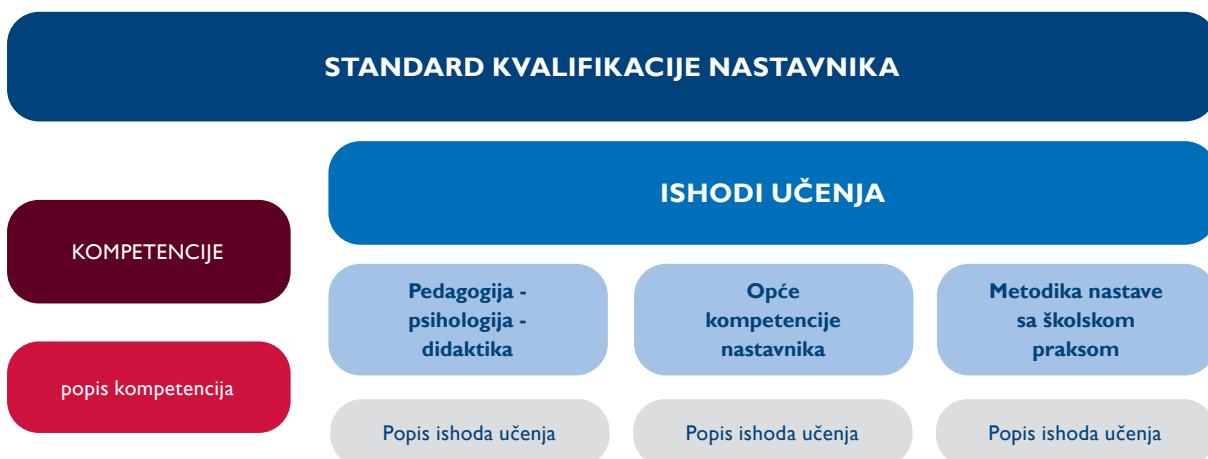 STANDARD KVALIFIKACIJE NASTAVNIKA
ISHODI UČENJA
KOMPETENCIJE
popis kompetencija
Pedagogija -
psihologija -
didaktika
Opće
kompetencije
nastavnika
Metodika nastave
sa školskom
praksom
Popis ishoda učenja
Popis ishoda učenja
Popis ishoda učenja